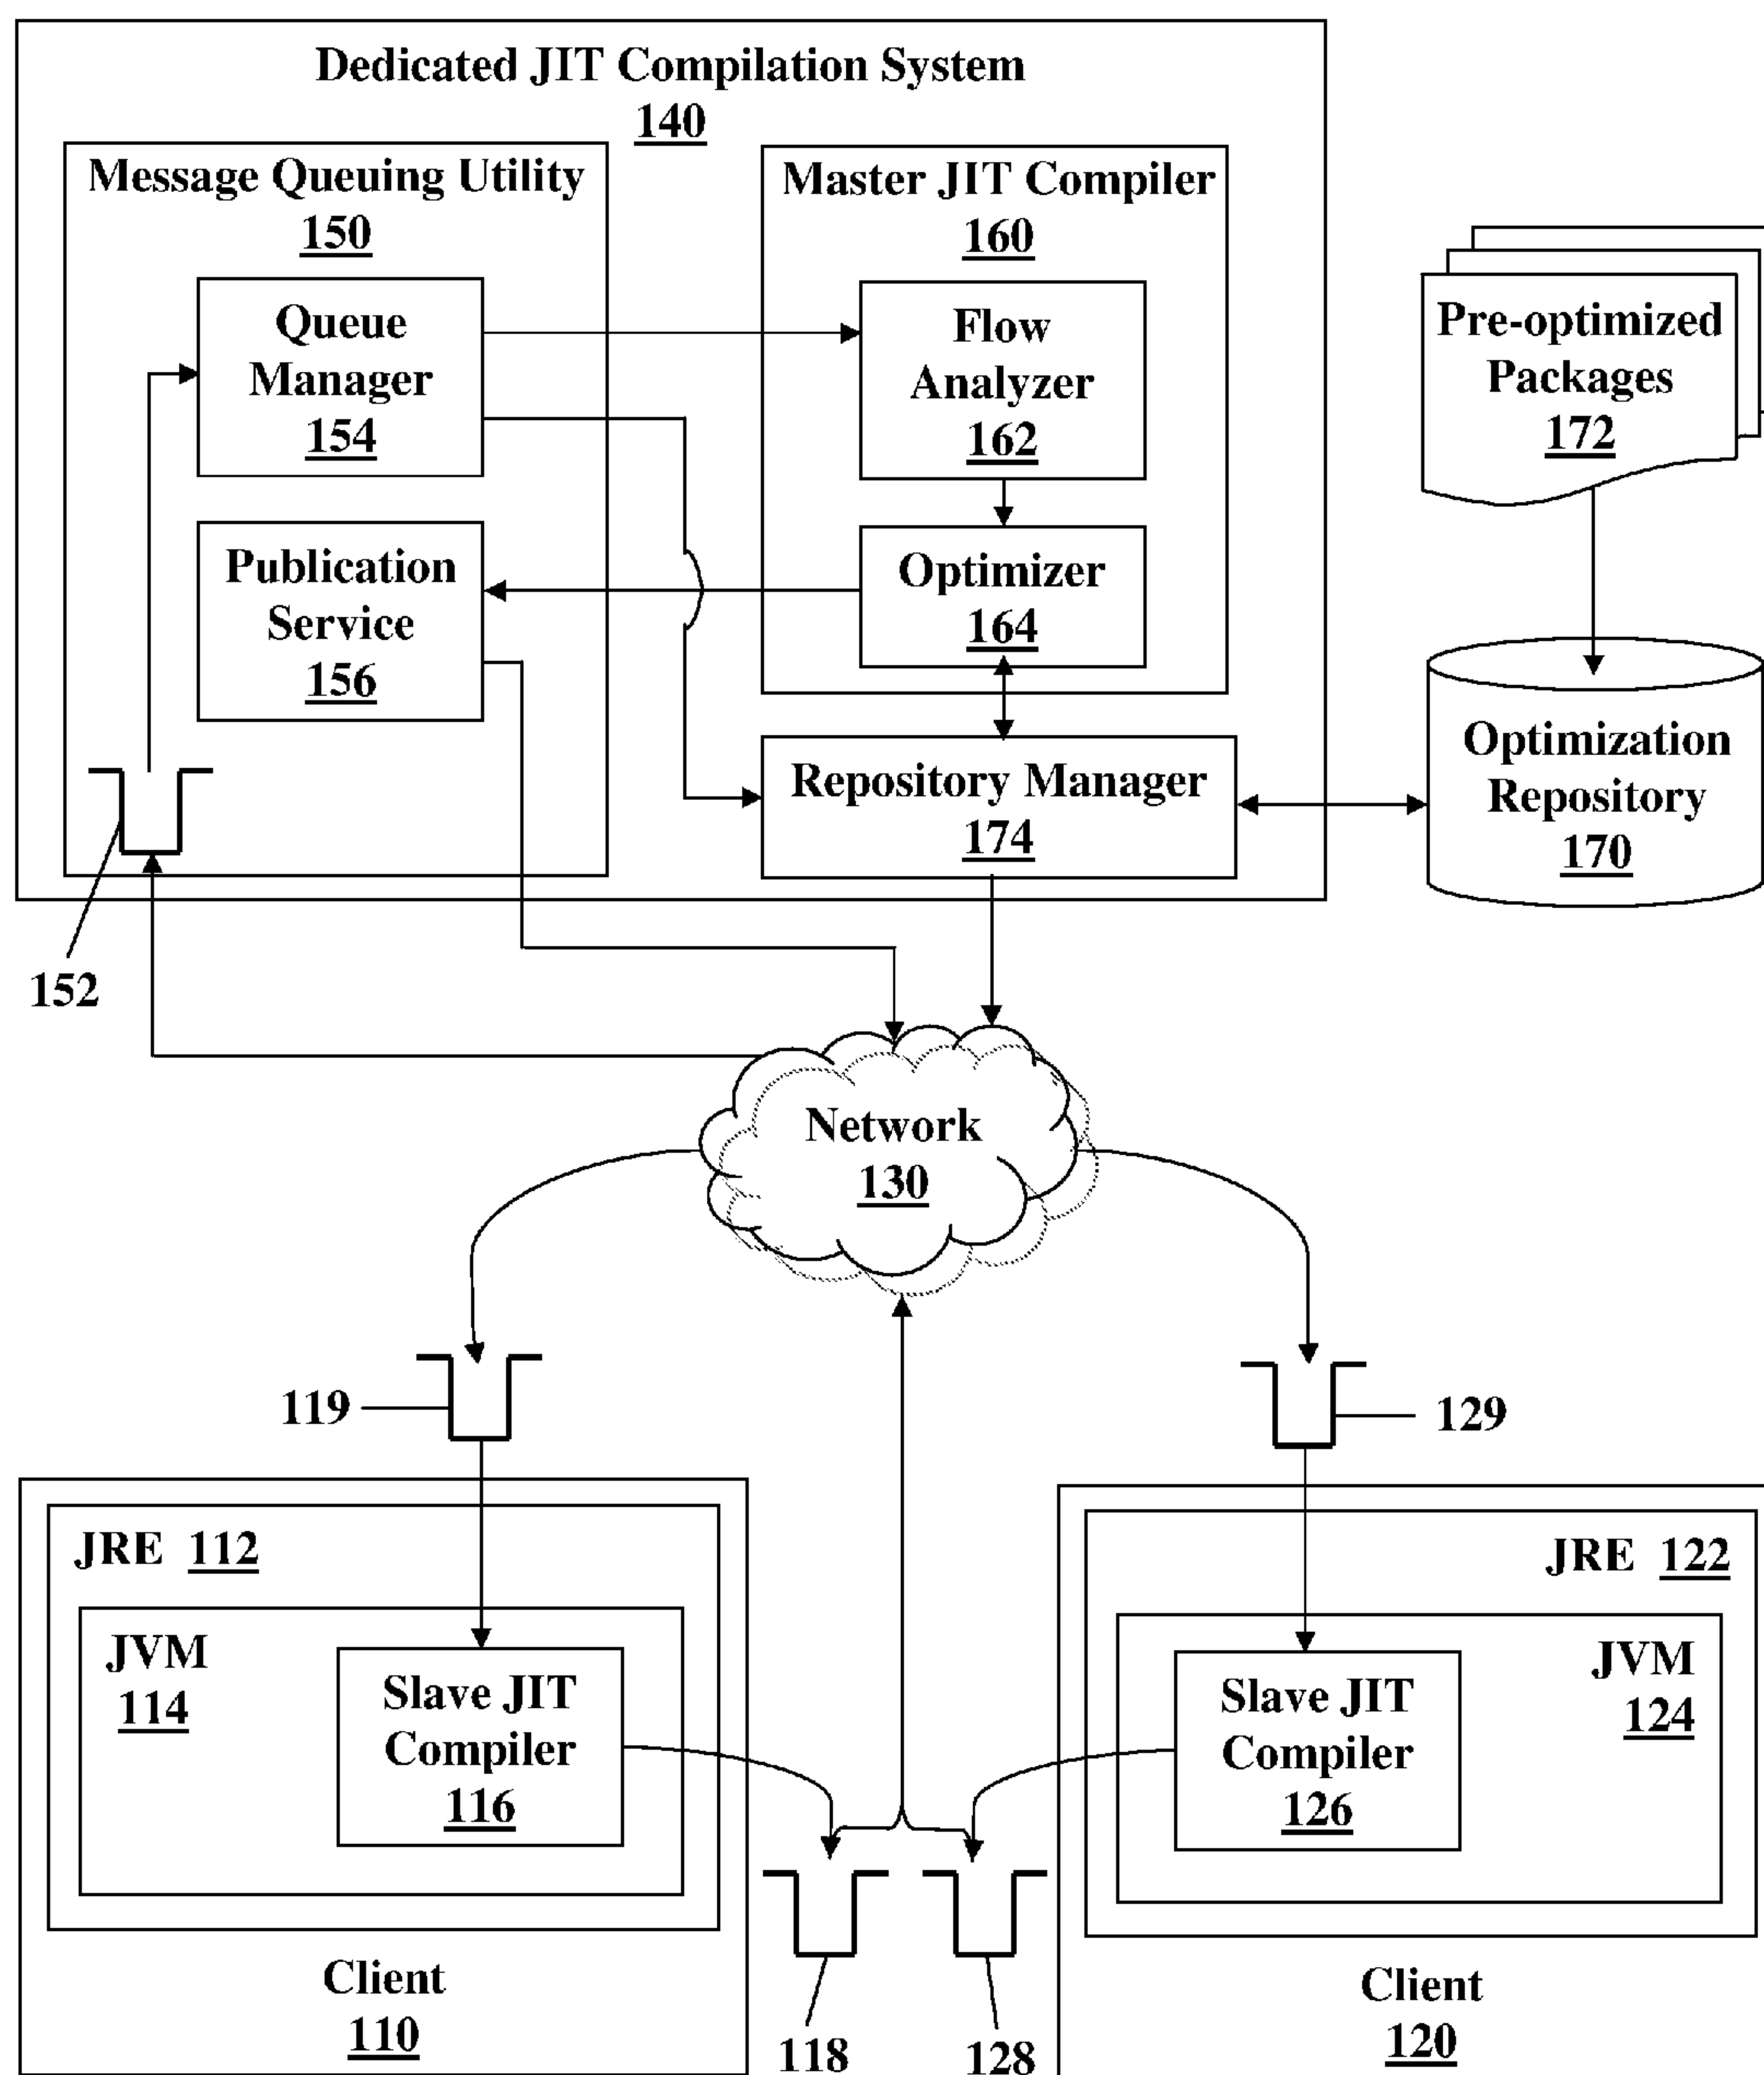 Dedicated JIT Compilation System
140
Message Queuing Utility
150
Master JIT Compiler
160
Queue
Manager
154
Flow
Analyzer
162
Pre-optimized
Packages
172
Publication
Service
156
Optimizer
164
Repository Manager
174
Optimization
Repository
170
152
Network
130
119
129
JRE 112
JVM
114
Slave JIT
Compiler
116
Client
110
JRE 122
JVM
124
Slave JIT
Compiler
126
Client
120
118
128